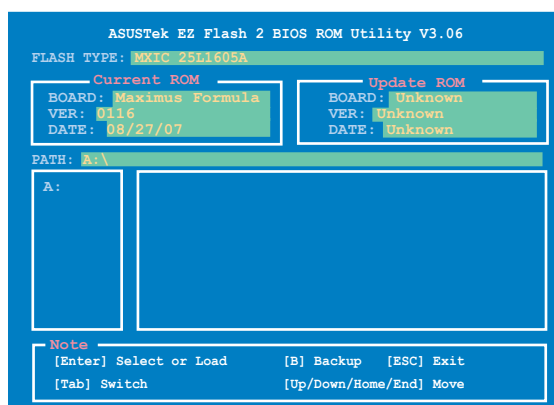 ASUSTek EZ Flash 2 BIOS ROM Utility V3.06
FLASH TYPE: MXIC 25L1605A
Current ROM
BOARD: Maximus Formula
VER: 0116
DATE: 08/27/07
Update ROM
BOARD: Unknown
VER: Unknown
DATE: Unknown
PATH: A:\
A:
Note
[Enter] Select or Load [B] Backup [ESC] Exit
[Tab] Switch [Up/Down/Home/End] Move